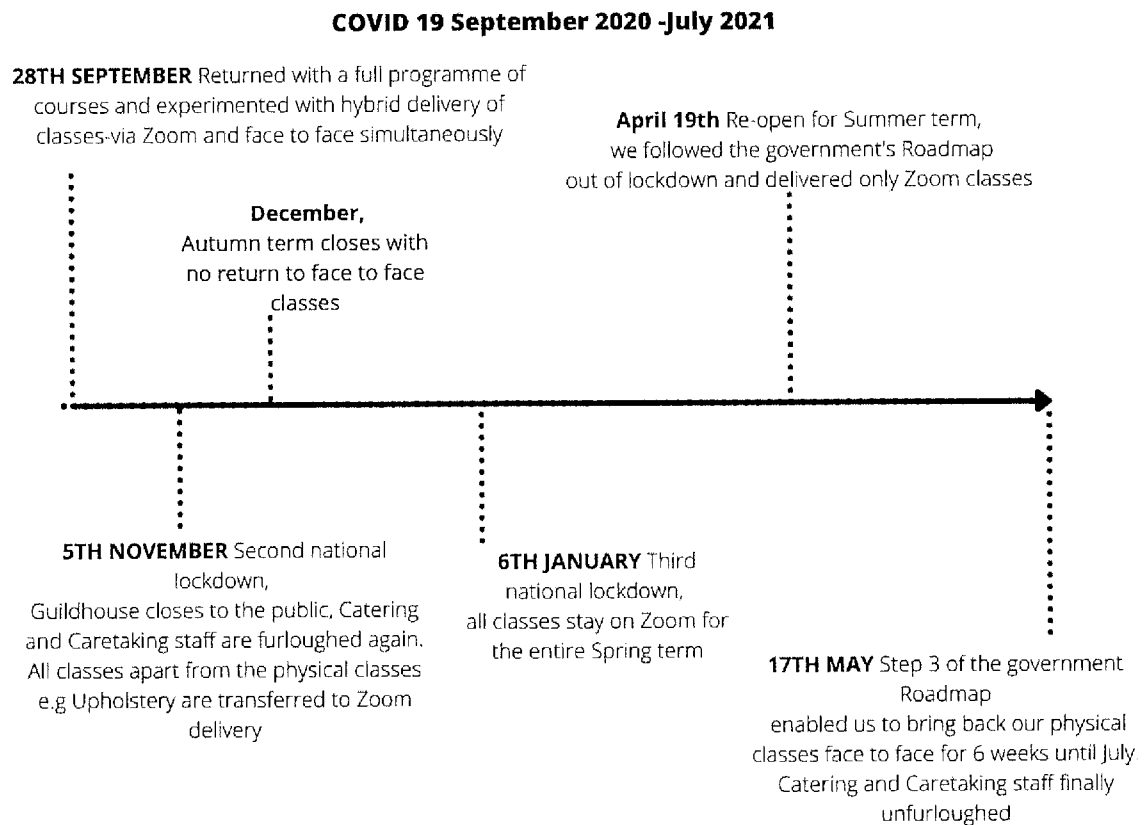 COVID 19 September 2020 -July 2021
28TH SEPTEMBER Returned with a full programme of
courses and experimented with hybrid delivery of
classes-via Zoom and face to face simultaneously
April 19th Re-open for Summer term,
we followed the government's Roadmap
out of lockdown and delivered only Zoom classes
December,
Autumn term closes with
no return to face to face
classes
5TH NOVEMBER Second national
lockdown,
Guildhouse closes to the public, Catering
and Caretaking staff are furloughed again.
All classes apart from the physical classes
e.g Upholstery are transferred to Zoom
delivery
6TH JANUARY Third
national lockdown,
all classes stay on Zoom for
the entire Spring term
17TH MAY Step 3 of the government
Roadmap
enabled us to bring back our physical
classes face to face for 6 weeks until July.
Catering and Caretaking staff finally
unfurloughed